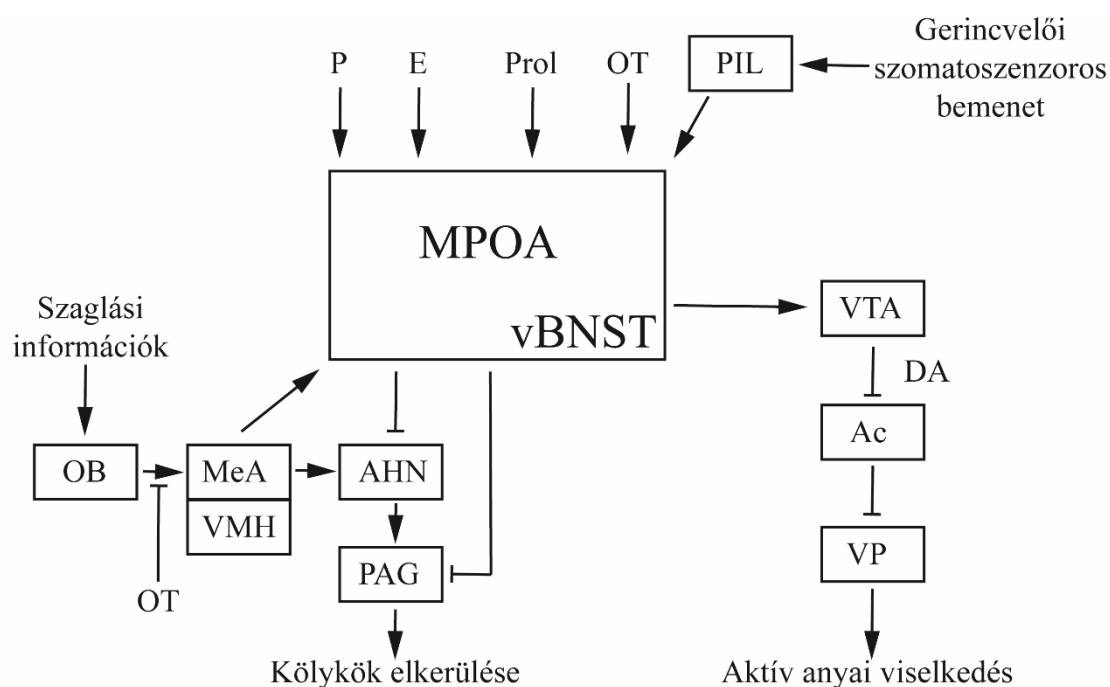 P
E
Prol
OT
PIL
Gerincvelői
szomatoszenzoros
bemenet
MPOA
vBNST
Szaglási
információk
VTA
DA
Ac
VP
OB
MeA
VMH
AHN
PAG
OT
Kölykök elkerülése
Aktív anyai viselkedés